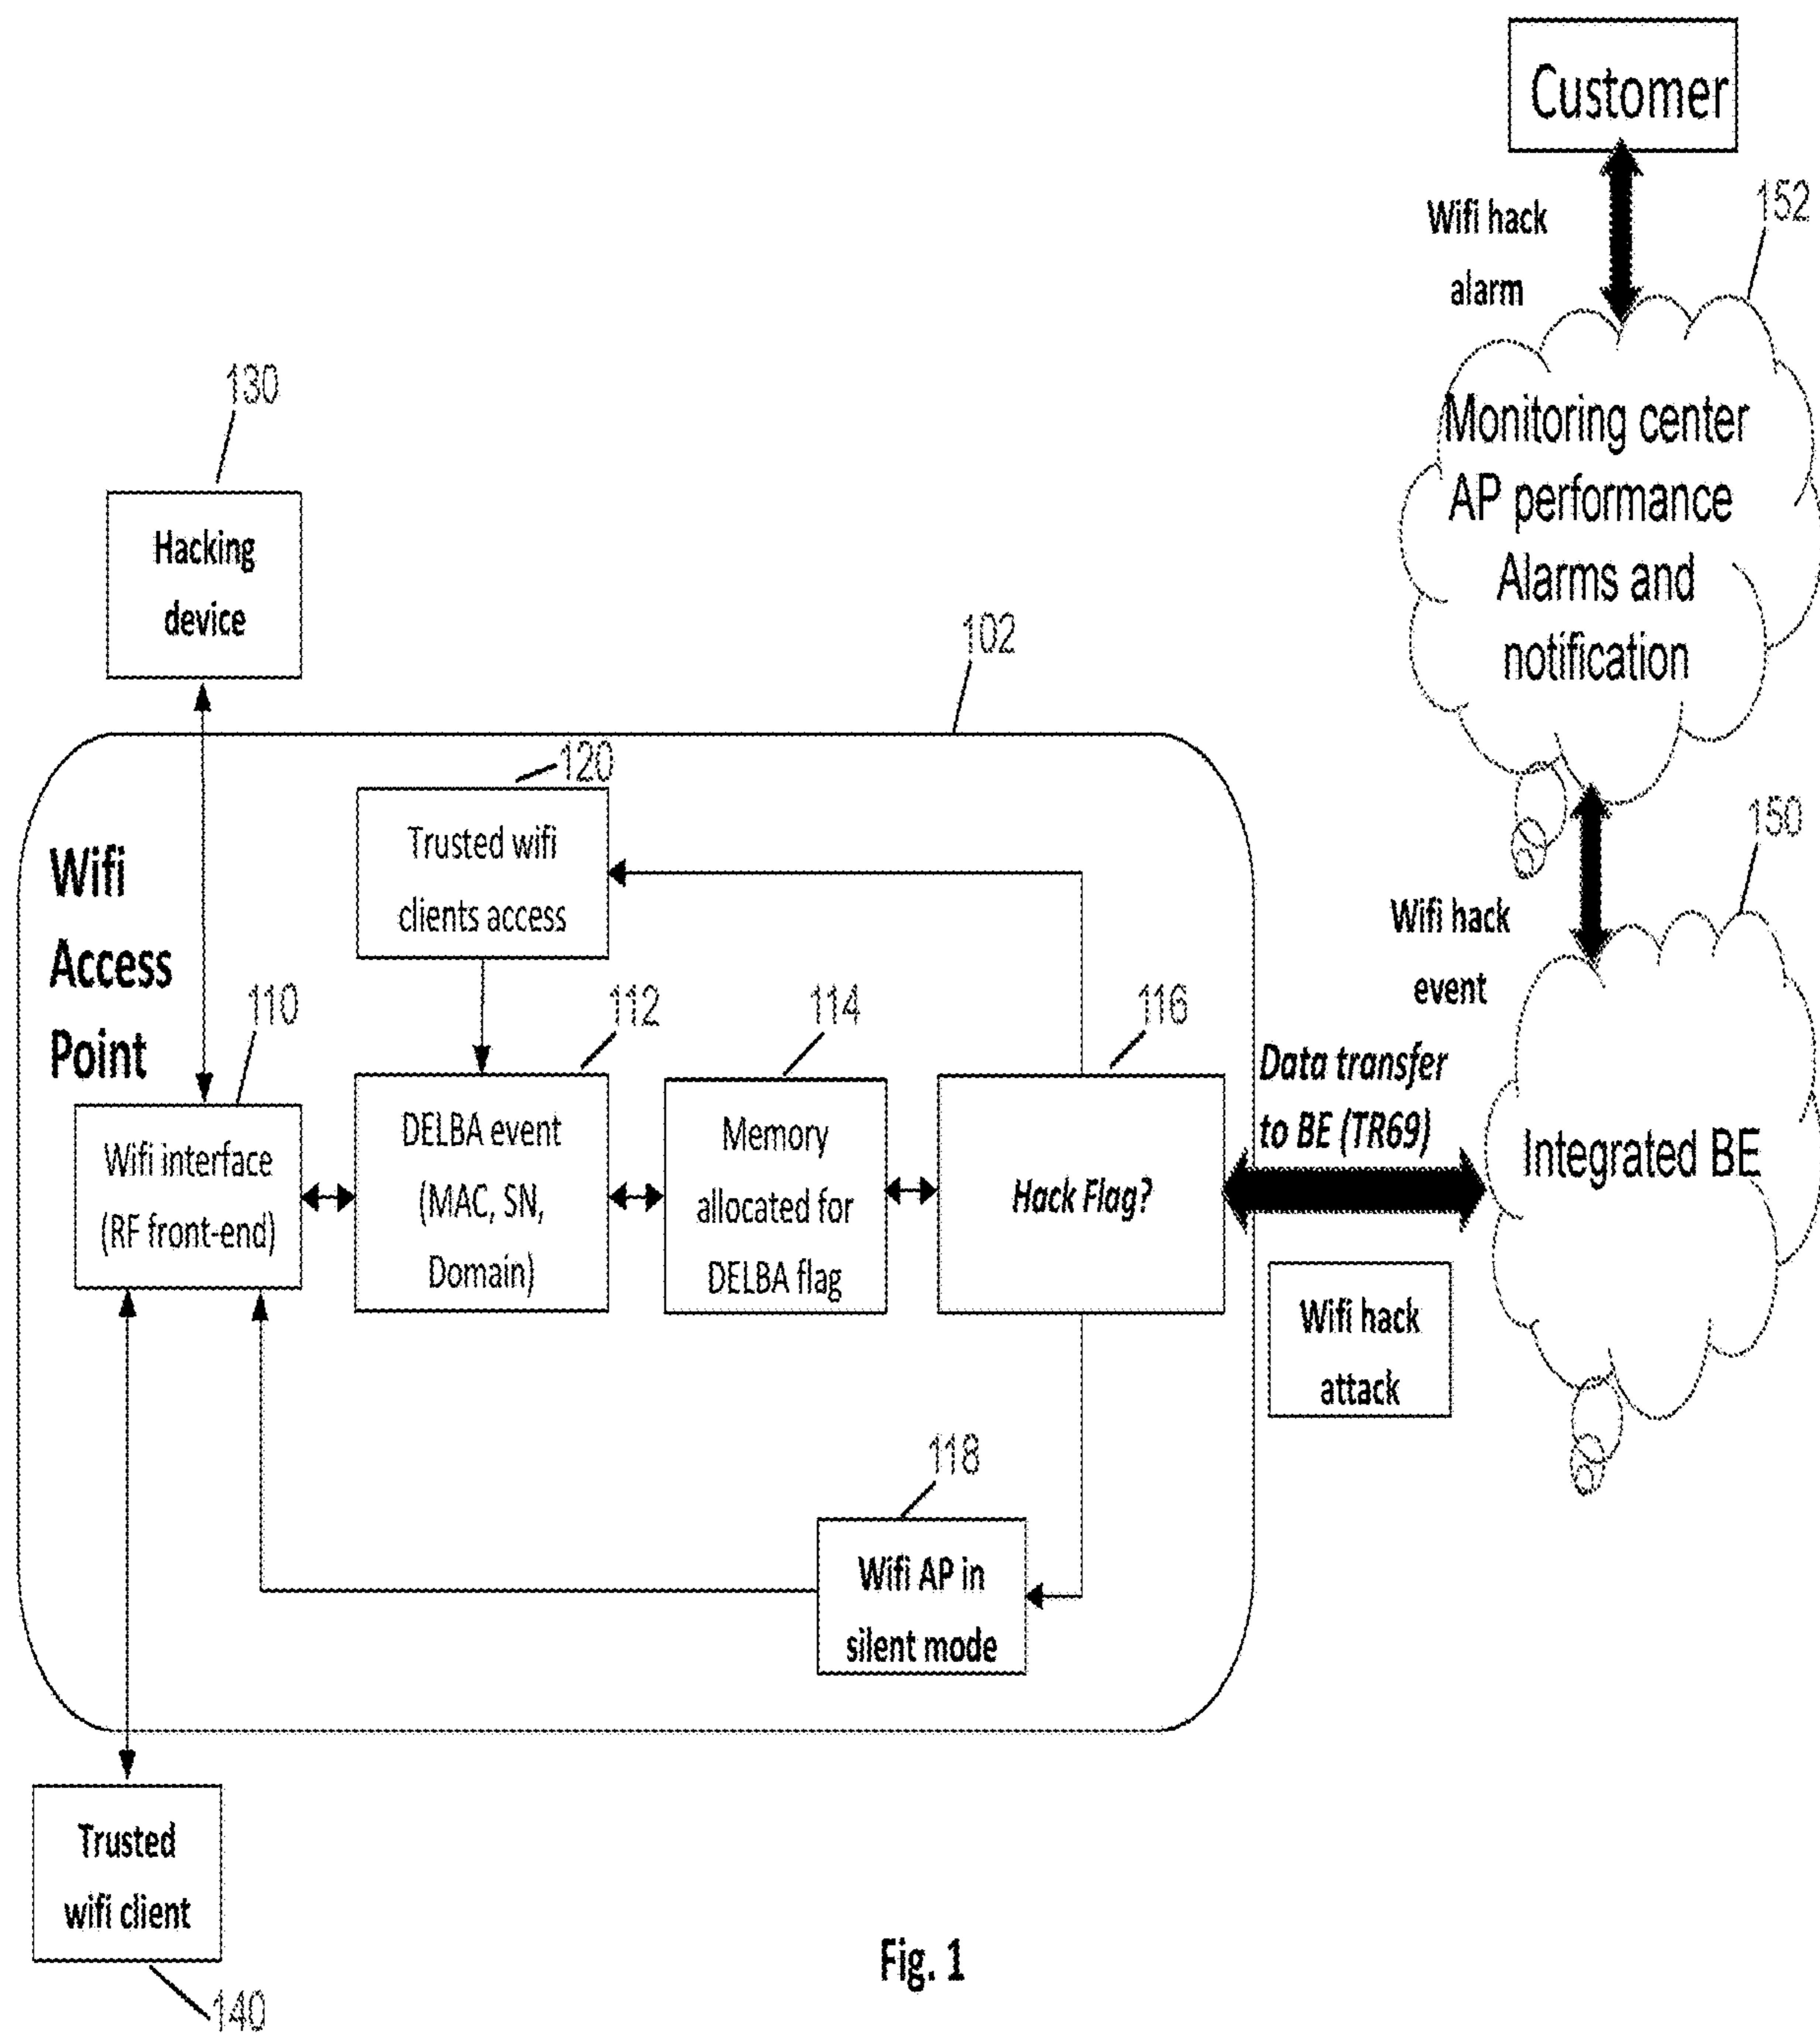 Customer
Wifi hack
alarm
152
Monitoring center
AP performance
Alarms and
notification
130
Hacking
device
102
120
Trusted wifi
clients access
Wifi
Access
Point
110
Wifi interface
(RF front-end)
112
DELBA event
(MAC, SN,
Domain)
114
Memory
allocated for
DELBA flag
116
Hack Flag?
Wifi hack
event
150
Data transfer
to BE (TR69)
Integrated BE
Wifi hack
attack
118
Wifi AP in
silent mode
Trusted
wifi client
140
Fig. 1